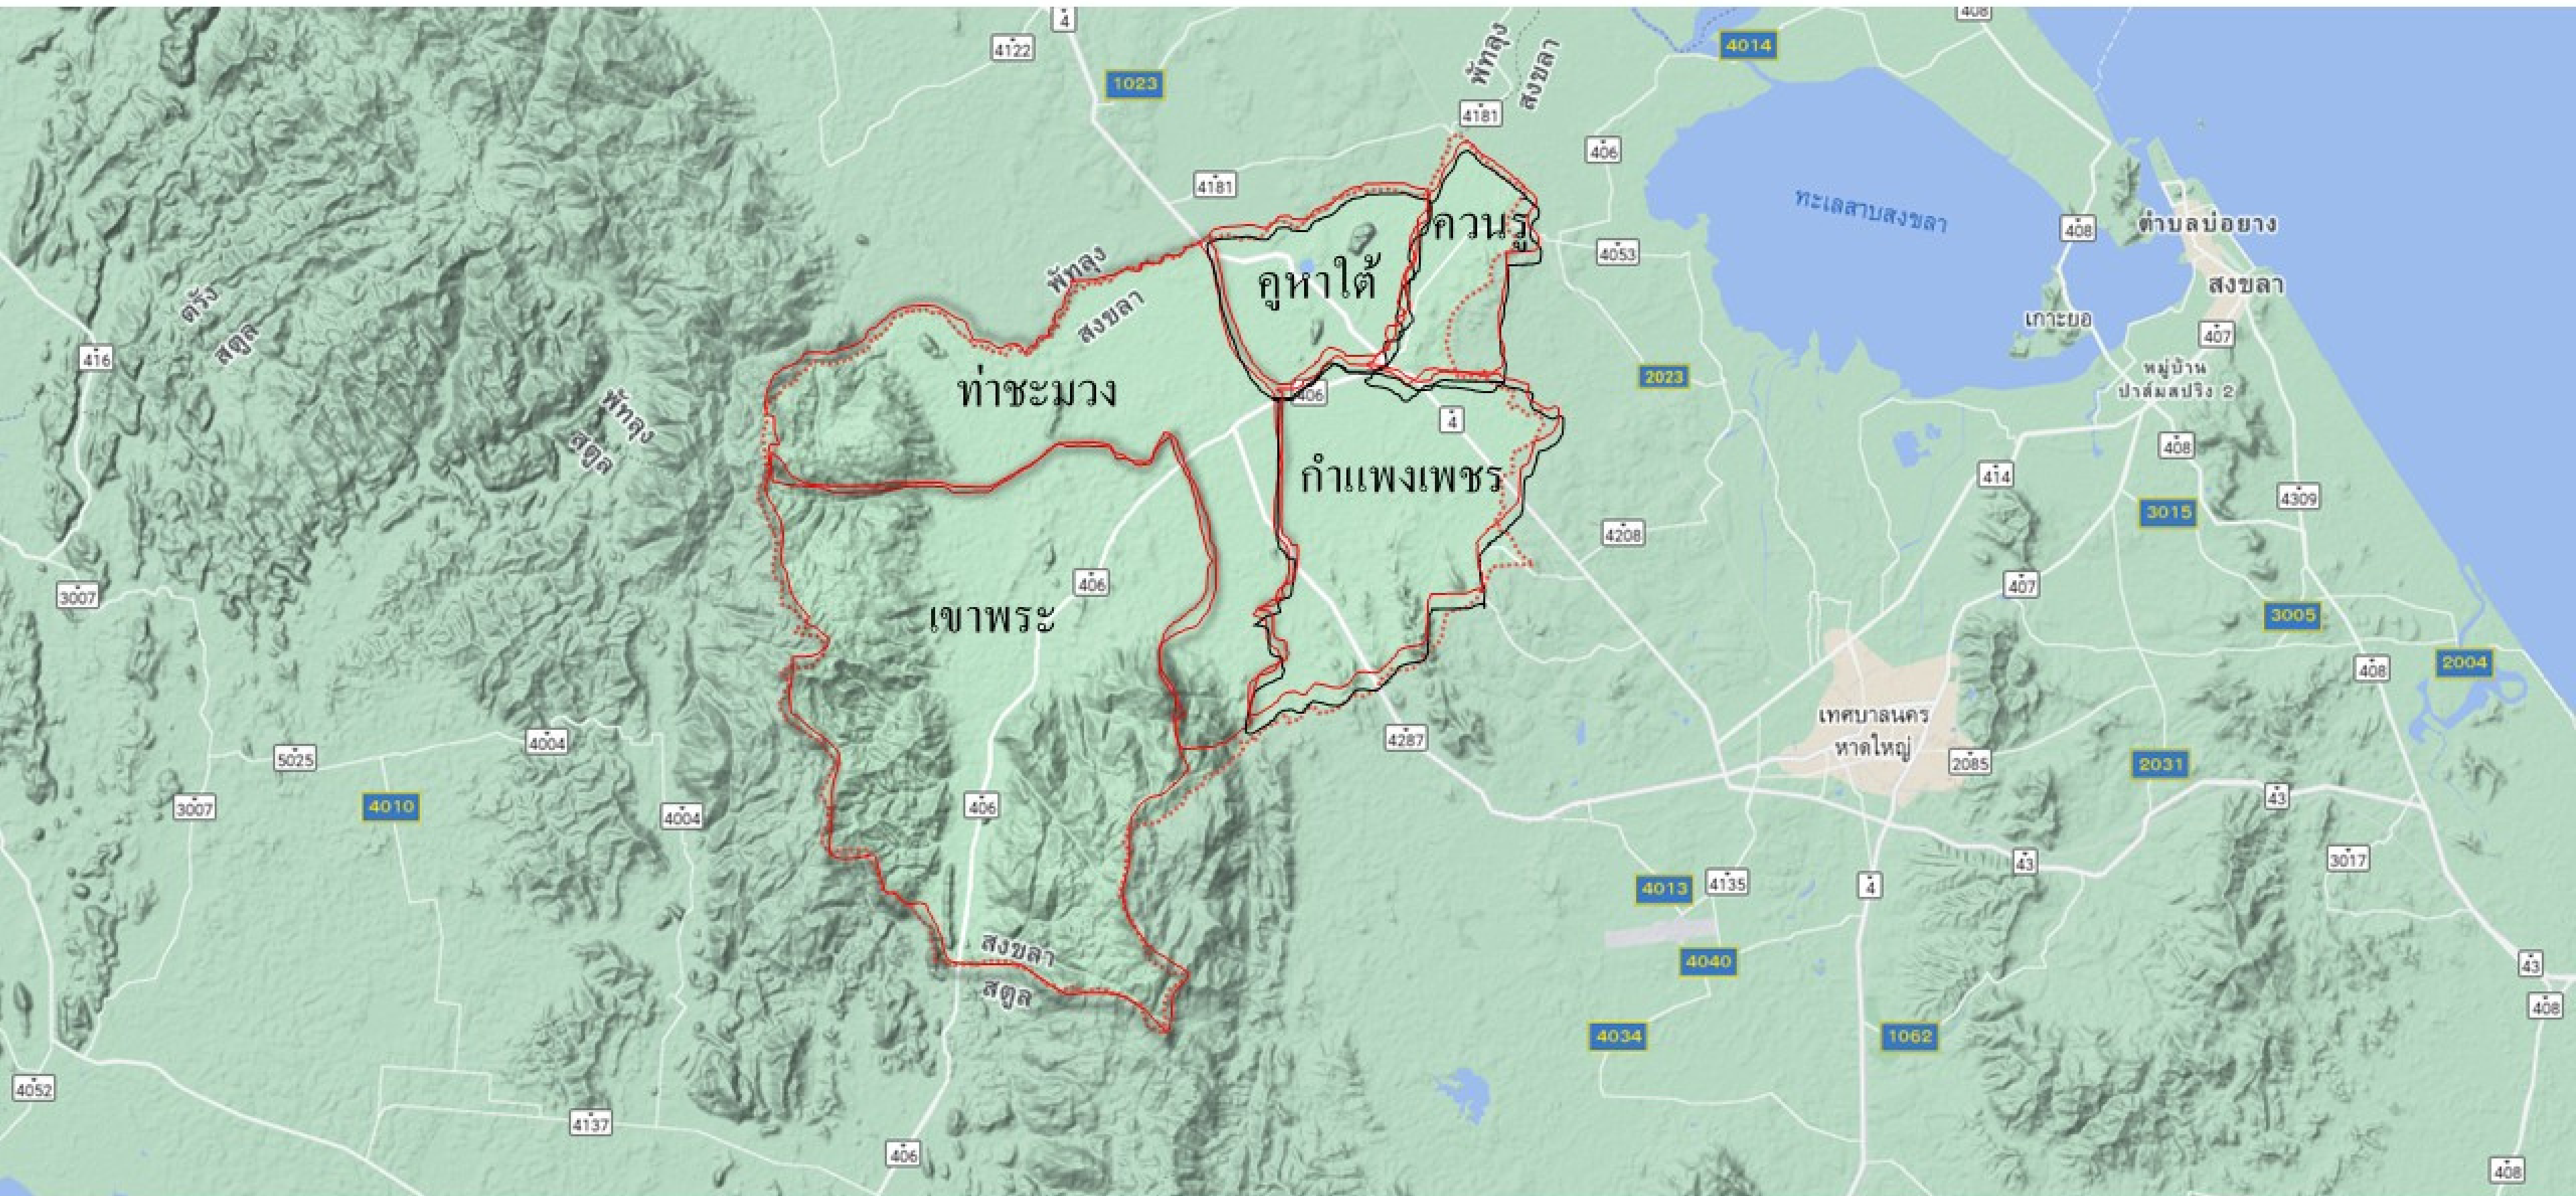 4
408
4122
4014
1023
พัทลุง
สงขลา
4181
406
4181
ทะเลสาบสงขลา
ควนรู
408
ตำบลบ่อยาง
4053
พัทลุง
คูหาใต้
สงขลา
ตรัง
สงขลา
เกาะยอ
407
สตูล
416
หมู่บ้าน
ปาล์มสปริง 2
2023
ท่าชะมวง
406
พัทลุง
4
สตูล
408
กำแพงเพชร
414
4309
3015
4208
406
407
3007
เขาพระ
3005
2004
408
เทศบาลนคร
หาดใหญ่
4004
4287
5025
2085
2031
43
3007
4010
406
4004
43
3017
4013
4135
4
สงขลา
4040
43
สตูล
408
4034
1062
4052
4137
406
408